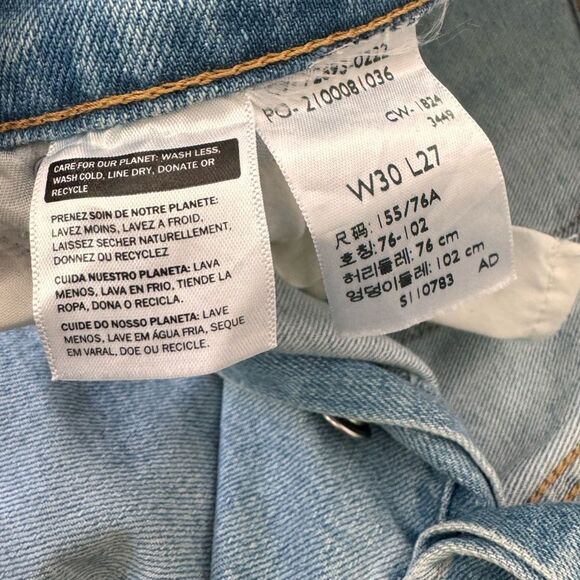 CARE FOR OUR PLANET: WASH LESS,
WASH COLD, LINE DRY, DONATE OR
RECYCLE
PRENEZ SOIN DE NOTRE PLANETE:
LAVEZ MOINS, LAVEZ A FROID,
LAISSEZ SECHER NATURELLEMENT,
DONNEZ OU RECYCLEZ
CUIDA NUESTRO PLANETA: LAVA
MENOS, LAVA EN FRIO, TIENDE LA
ROPA, DONA O RECICLA.
CUIDE DO NOSSO PLANETA: LAVE
MENOS, LAVE EM ÁGUA FRIA, SEQUE
EM VARAL, DOE OU RECICLE.
PO- 2100081036
CW- 1B24
3449
W30 L27
尺码: 155/76A
호칭: 76-102
허리둘레: 76 cm
엉덩이둘레: 102 cm
S110783 AD